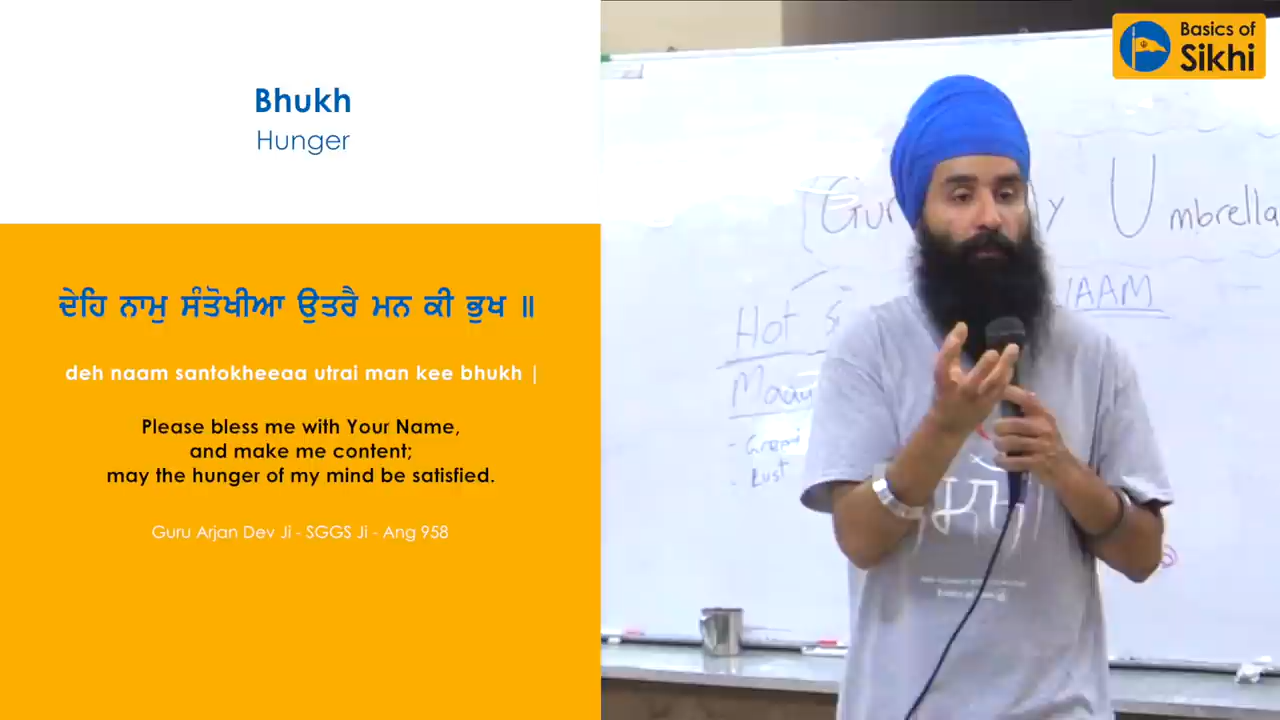 Bhukh
Hunger
ਦੇਹਿ ਨਾਮੁ ਸੰਤੋਖੀਆ ਉਤਰੈ ਮਨ ਕੀ ਭੁਖ ॥
deh naam santokheeaa utrai man kee bhukh |
Please bless me with Your Name,
and make me content;
may the hunger of my mind be satisfied.
Guru Arjan Dev Ji - SGGS Ji - Ang 958
Basics of
Sikhi
Umbrella
NAAM
Hot